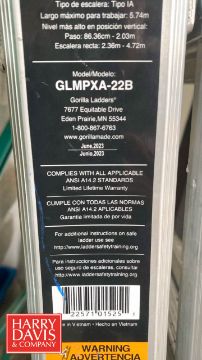 Tipo de escalera: Tipo IA
Largo máximo para trabajar: 5.74m
Nivel más alto en posición vertical:
Paso: 86.36cm - 2.03m
Escalera recta: 2.36m - 4.72m
Model/Modelo:
GLMPXA-22B
Gorilla Ladders®
7677 Equitable Drive
Eden Prairie, MN 55344
1-800-867-6763
www.gorillamade.com
June, 2023
Junio, 2023
COMPLIES WITH ALL APPLICABLE
ANSI A14.2 STANDARDS
Limited Lifetime Warranty
CUMPLE CON TODAS LAS NORMAS
ANSI A14.2 APLICABLES
Garantía limitada de por vida
For additional instructions on safe
ladder use see
http://www.laddersafetytraining.org
Para instrucciones adicionales sobre
uso seguro de escaleras, consultar
http://www.laddersafetytraining.org
22571 01525
Made in Vietnam • Hecho en Vietnam
WARNING
ADVERTENCIA
HARRY
DAVIS
& COMPANY